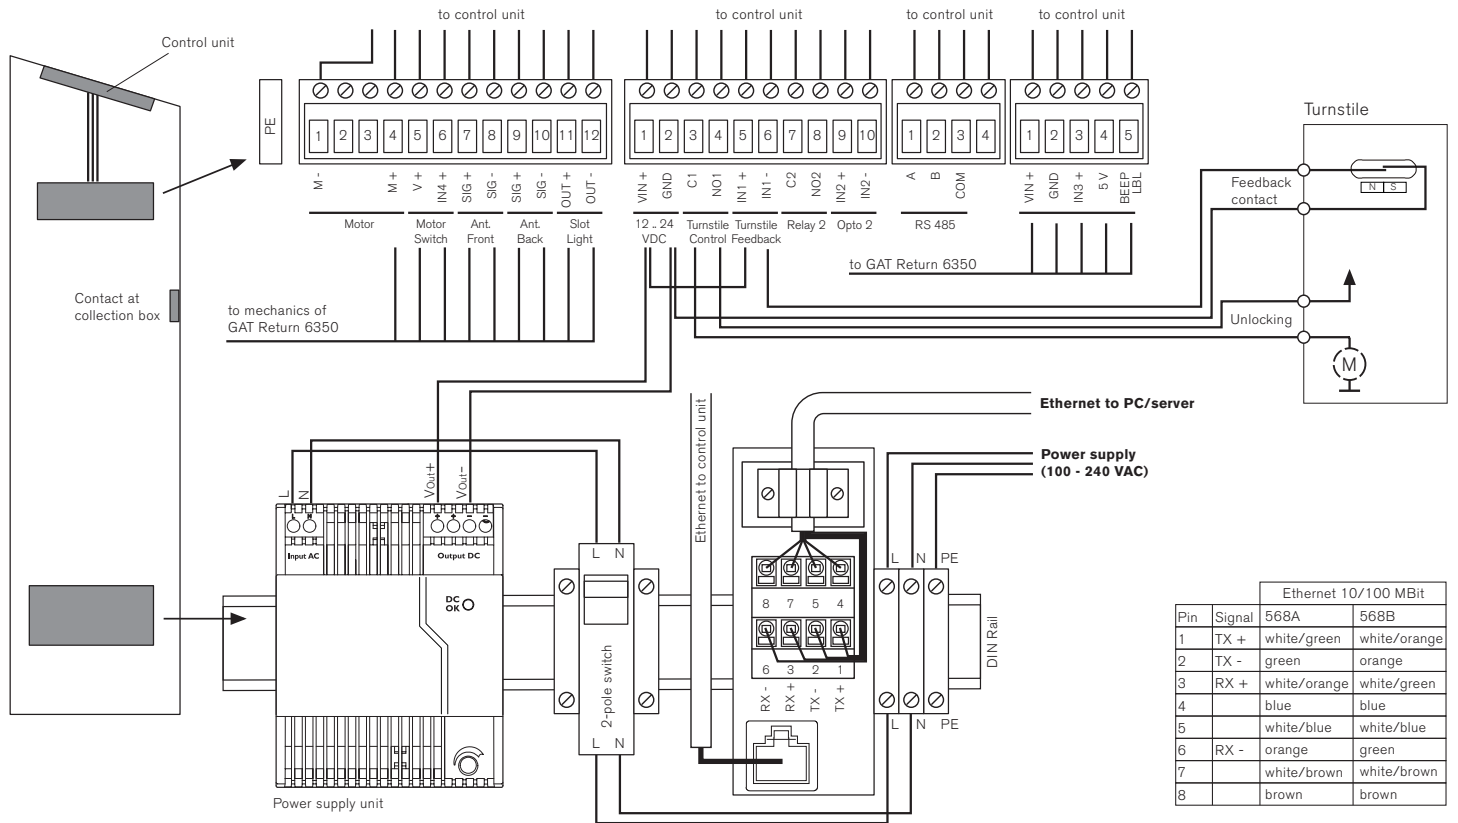 to control unit
to control unit
to control unit
to control unit
Control unit
Turnstile
PE
1 2 3 4 5 6 7 8 9 10 11 12
1 2 3 4 5 6 7 8 9 10
1 2 3 4
1 2 3 4 5
M -
M +
V +
IN4 +
SIG +
SIG -
SIG +
SIG -
OUT +
OUT -
VIN +
GND
C1
NO1
IN1 +
IN1 -
C2
NO2
IN2 +
IN2 -
A
B
COM
VIN +
GND
IN3 +
5 V
BEEP
LBL
Motor
Motor
Switch
Ant.
Front
Ant.
Back
Slot
Light
12 .. 24
VDC
Turnstile
Control
Turnstile
Feedback
Relay 2
Opto 2
RS 485
Feedback
contact
N S
to GAT Return 6350
Contact at
collection box
to mechanics of
GAT Return 6350
Unlocking
M
Ethernet to control unit
Ethernet to PC/server
Power supply
(100 - 240 VAC)
L
N
Vout+
Vout-
L N
+ + - -
Input AC
Output DC
DC
OK
L N
2-pole switch
L N
8 7 5 4
6 3 2 1
RX -
RX +
TX -
TX +
L N PE
L N PE
DIN Rail
Power supply unit
Ethernet 10/100 MBit
Pin Signal 568A 568B
1 TX + white/green white/orange
2 TX - green orange
3 RX + white/orange white/green
4 blue blue
5 white/blue white/blue
6 RX - orange green
7 white/brown white/brown
8 brown brown